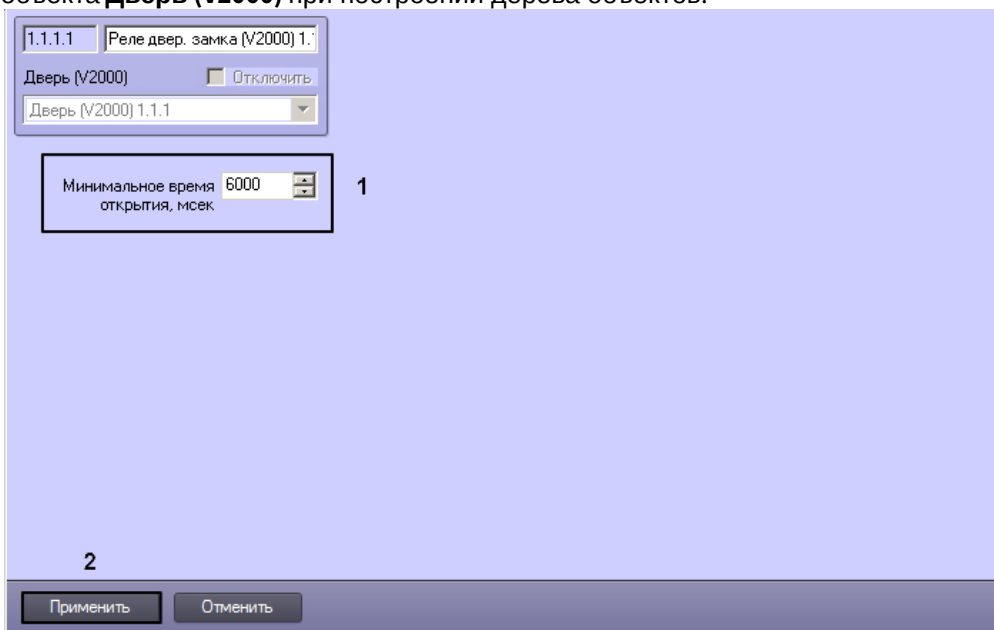 объекта Дверь (V2000) при построении дерева объектов.
1.1.1.1 Реле двер. замка (V2000) 1.
Дверь (V2000) Отключить
Дверь (V2000) 1.1.1
Минимальное время 6000 1
открытия, мсек
2
Применить Отменить